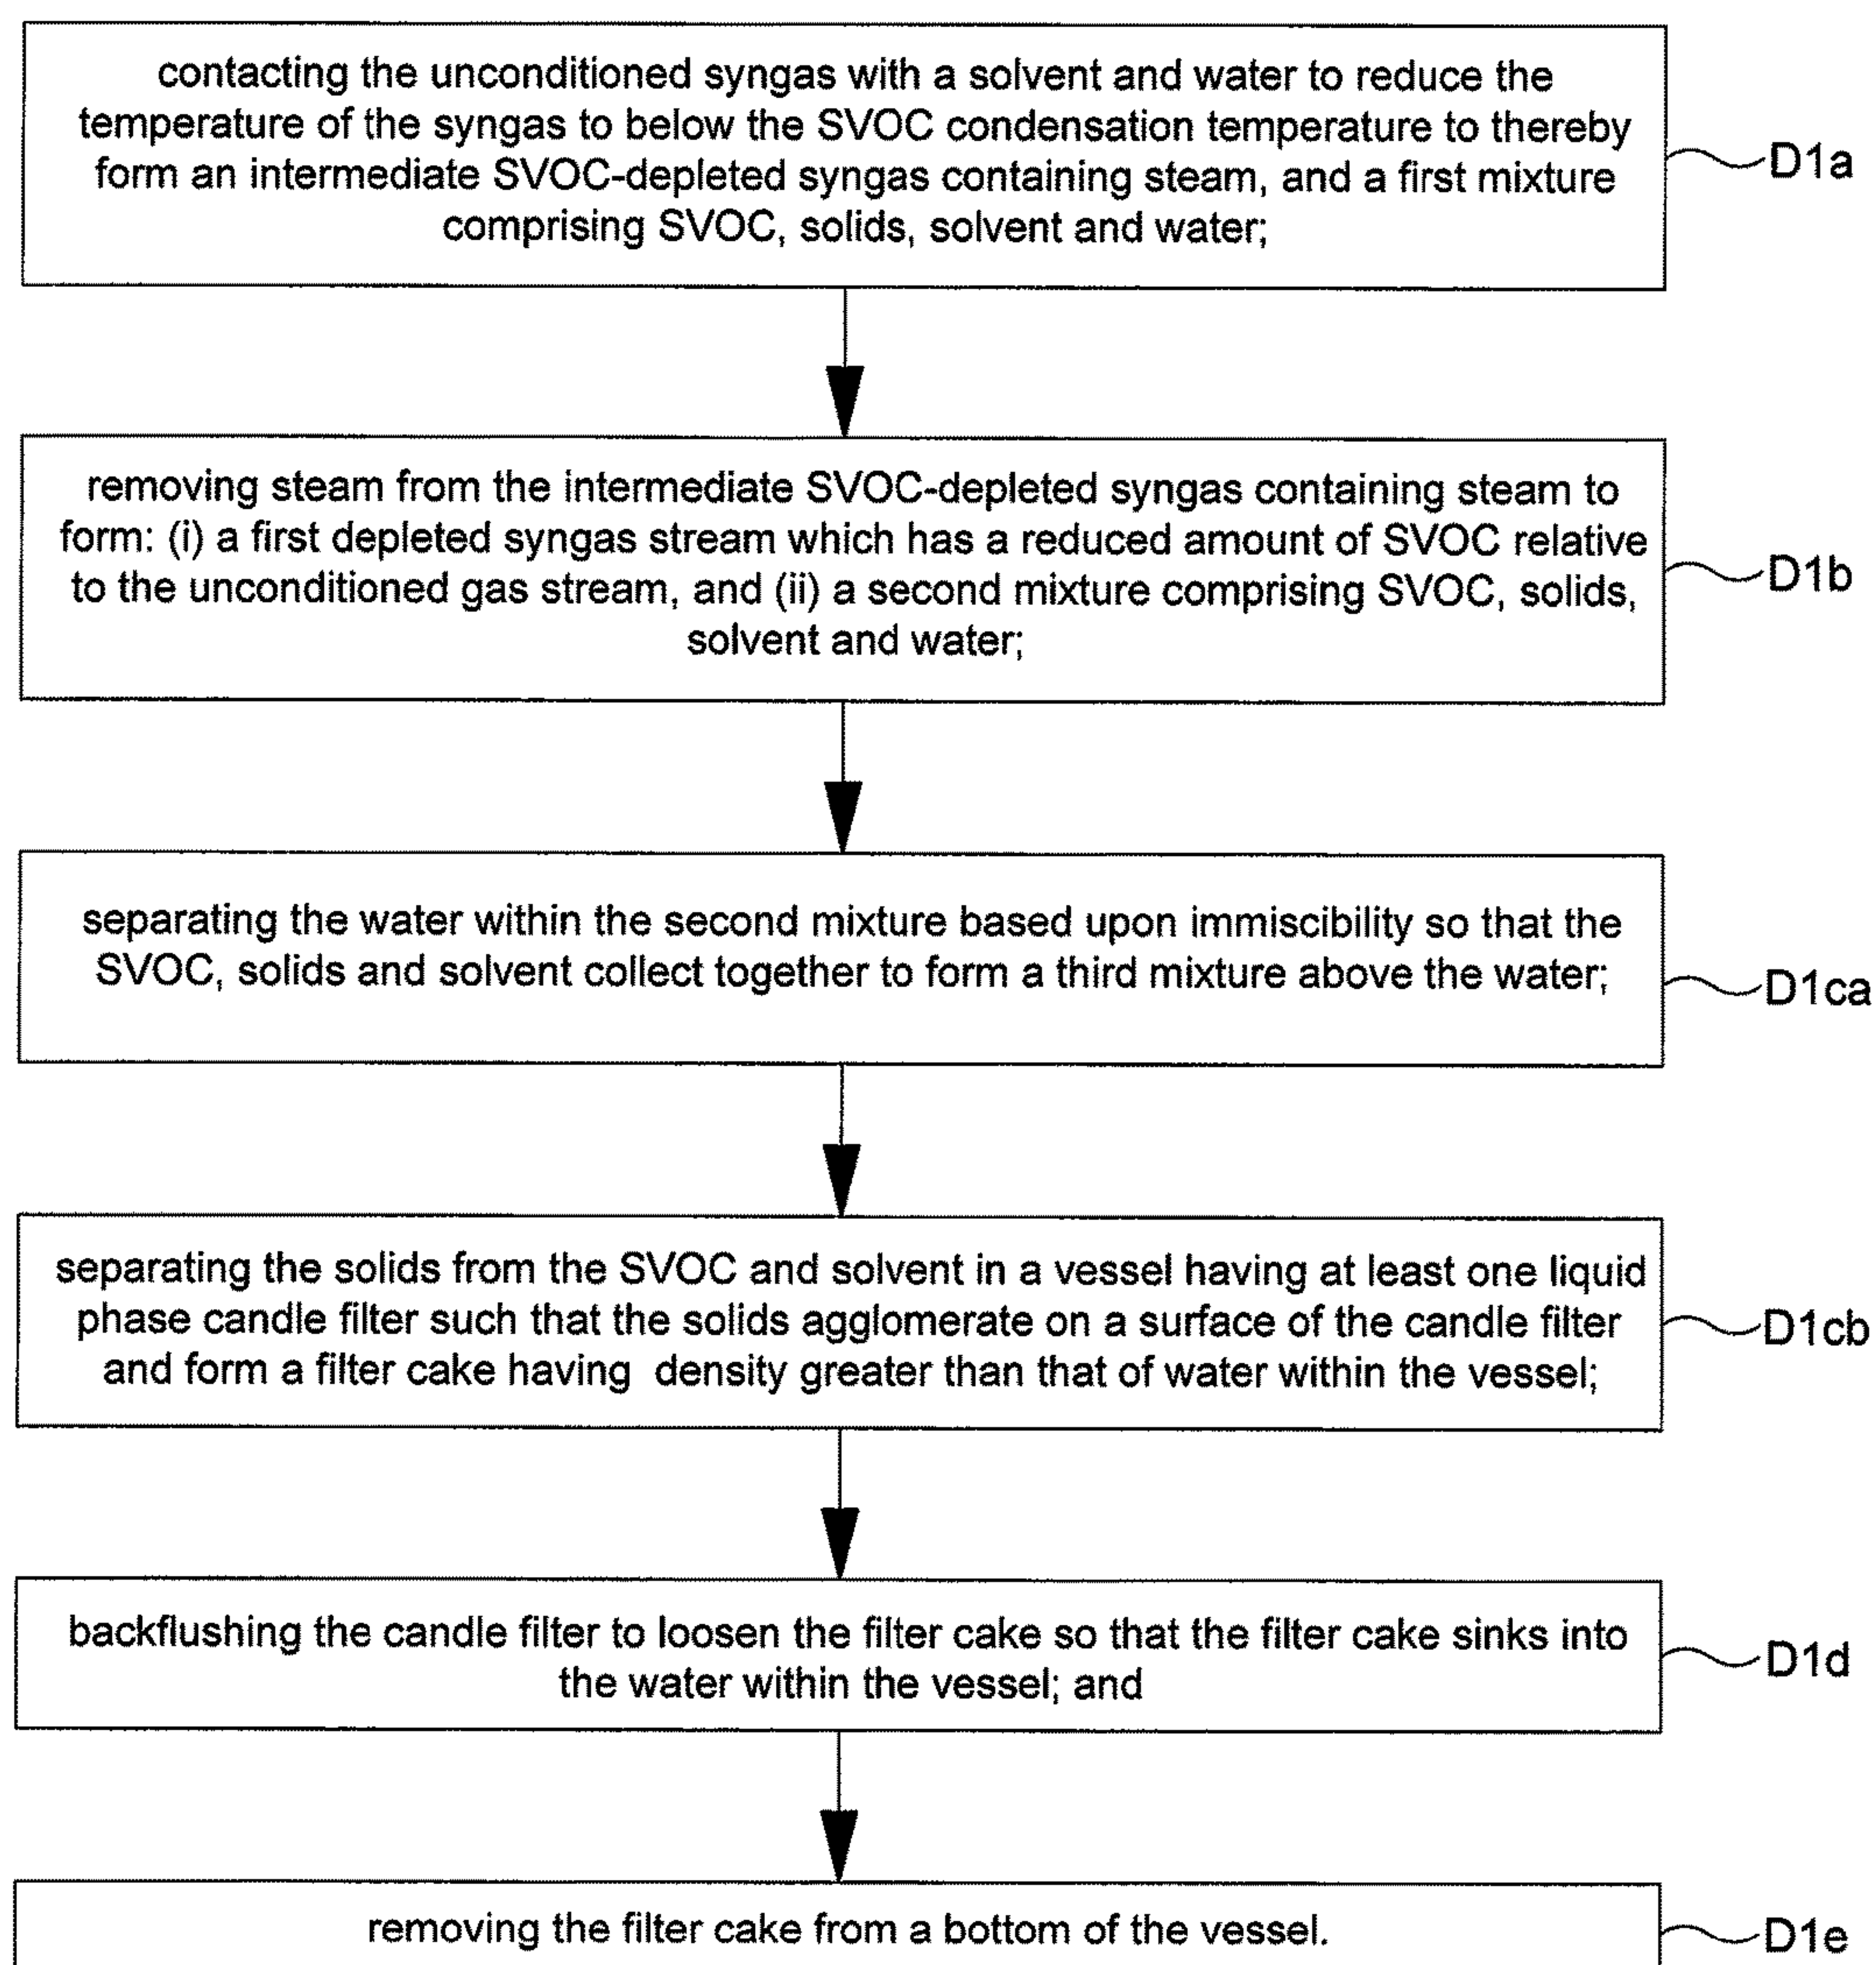 contacting the unconditioned syngas with a solvent and water to reduce the
temperature of the syngas to below the SVOC condensation temperature to thereby
form an intermediate SVOC-depleted syngas containing steam, and a first mixture
comprising SVOC, solids, solvent and water;
D1a
removing steam from the intermediate SVOC-depleted syngas containing steam to
form: (i) a first depleted syngas stream which has a reduced amount of SVOC relative
to the unconditioned gas stream, and (ii) a second mixture comprising SVOC, solids,
solvent and water;
D1b
separating the water within the second mixture based upon immiscibility so that the
SVOC, solids and solvent collect together to form a third mixture above the water;
D1ca
separating the solids from the SVOC and solvent in a vessel having at least one liquid
phase candle filter such that the solids agglomerate on a surface of the candle filter
and form a filter cake having density greater than that of water within the vessel;
D1cb
backflushing the candle filter to loosen the filter cake so that the filter cake sinks into
the water within the vessel; and
D1d
removing the filter cake from a bottom of the vessel.
D1e